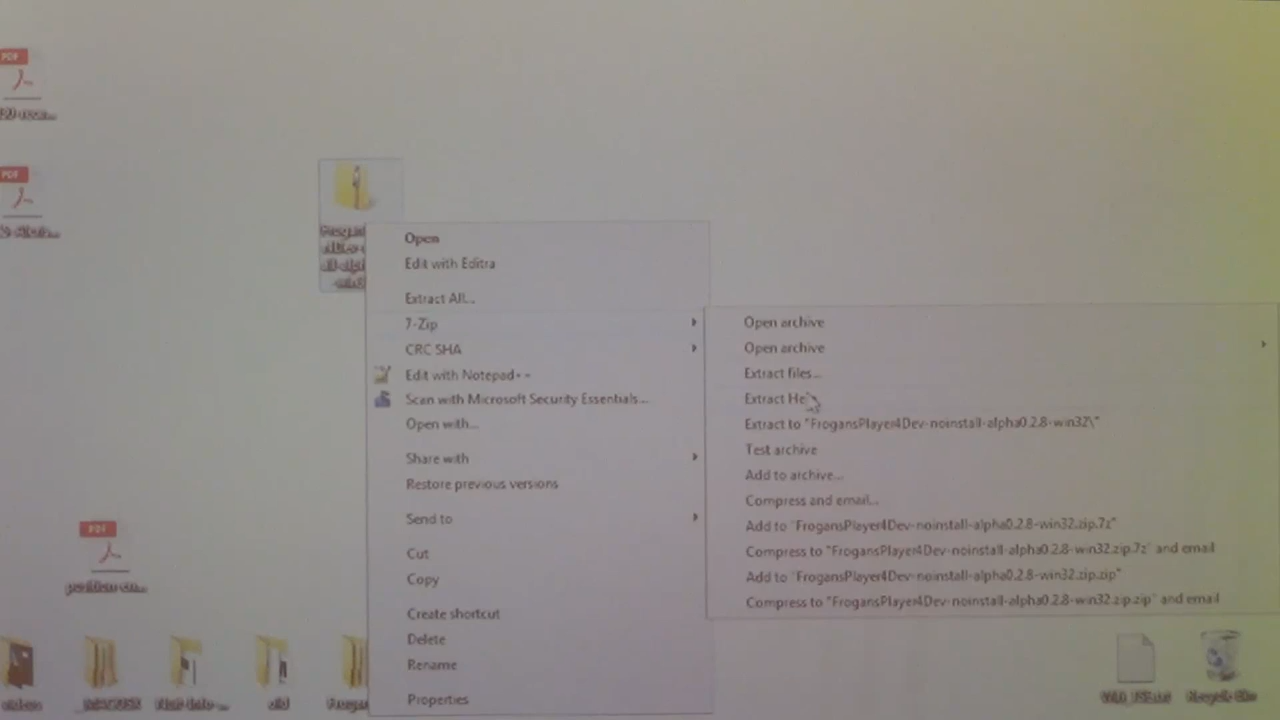 PDF
PDF
Open
Edit with Editra
Extract All...
7-Zip
CRC SHA
Edit with Notepad++
Scan with Microsoft Security Essentials...
Open with...
Share with
Restore previous versions
Send to
Cut
Copy
Create shortcut
Delete
Rename
Properties
Open archive
Open archive
Extract files...
Extract He
Extract to "FrogansPlayer4Dev-noinstall-alpha0.2.8-win32\"
Test archive
Add to archive...
Compress and email...
Add to "FrogansPlayer4Dev-noinstall-alpha0.2.8-win32.zip.7z"
Compress to "FrogansPlayer4Dev-noinstall-alpha0.2.8-win32.zip.7z" and email
Add to "FrogansPlayer4Dev-noinstall-alpha0.2.8-win32.zip.zip"
Compress to "FrogansPlayer4Dev-noinstall-alpha0.2.8-win32.zip.zip" and email
PDF
old
Recycle Bin